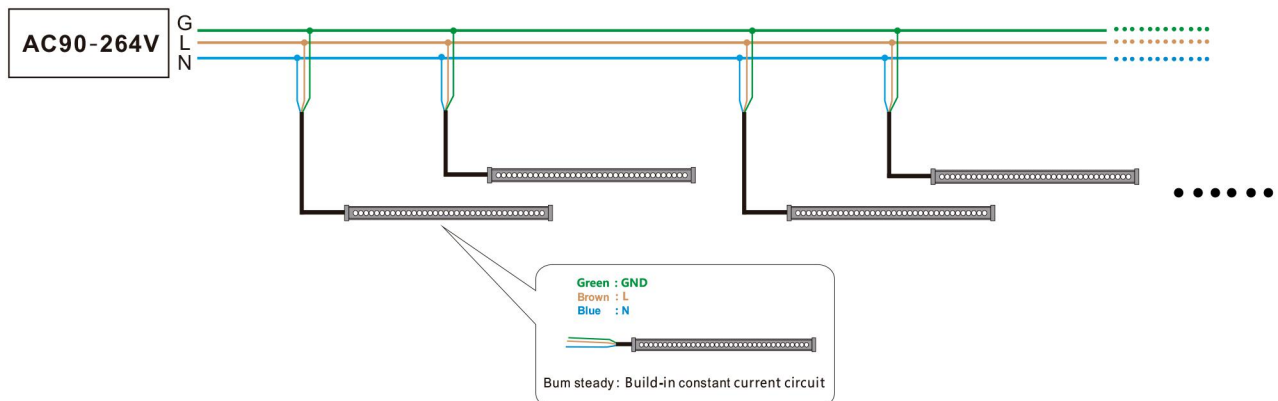 AC90-264V
G
L
N
Green : GND
Brown : L
Blue : N
Bum steady: Build-in constant current circuit